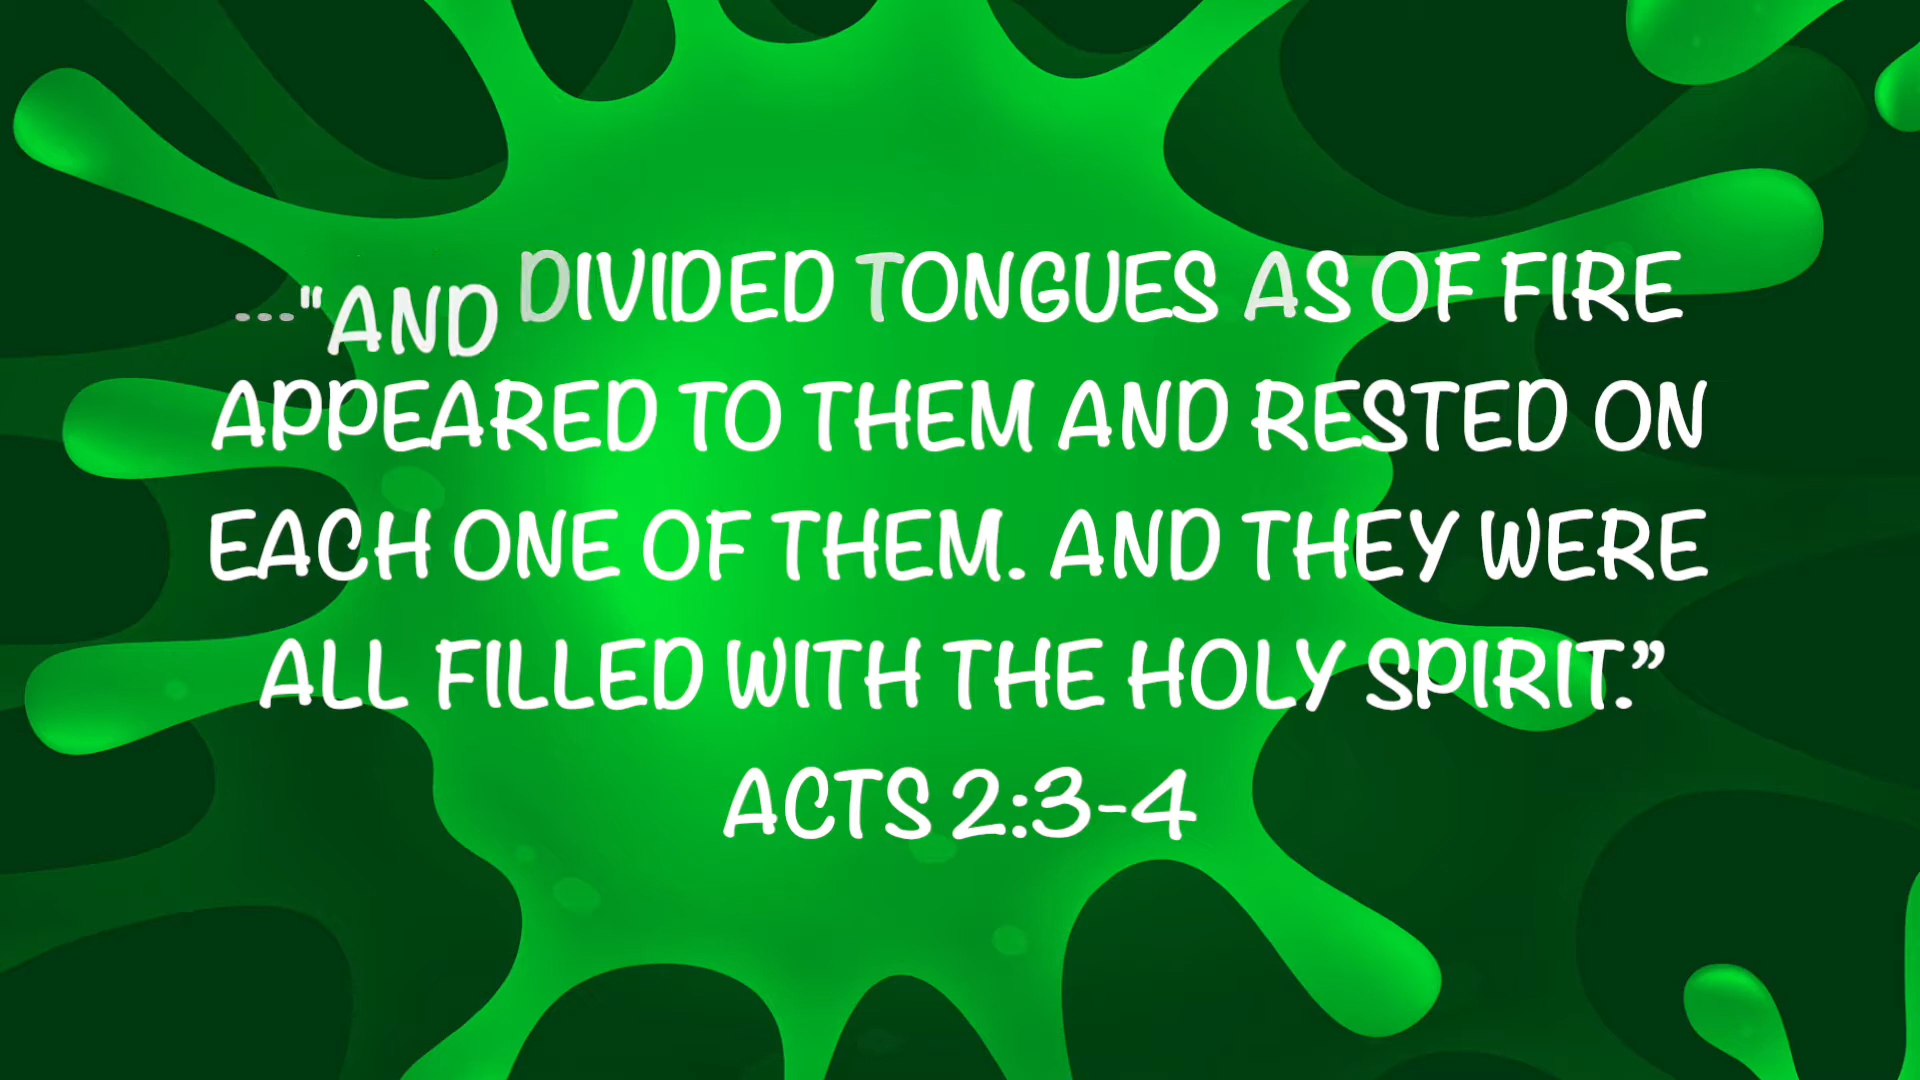 ..."AND DIVIDED TONGUES AS OF FIRE
APPEARED TO THEM AND RESTED ON
EACH ONE OF THEM. AND THEY WERE
ALL FILLED WITH THE HOLY SPIRIT.”
ACTS 2:3-4